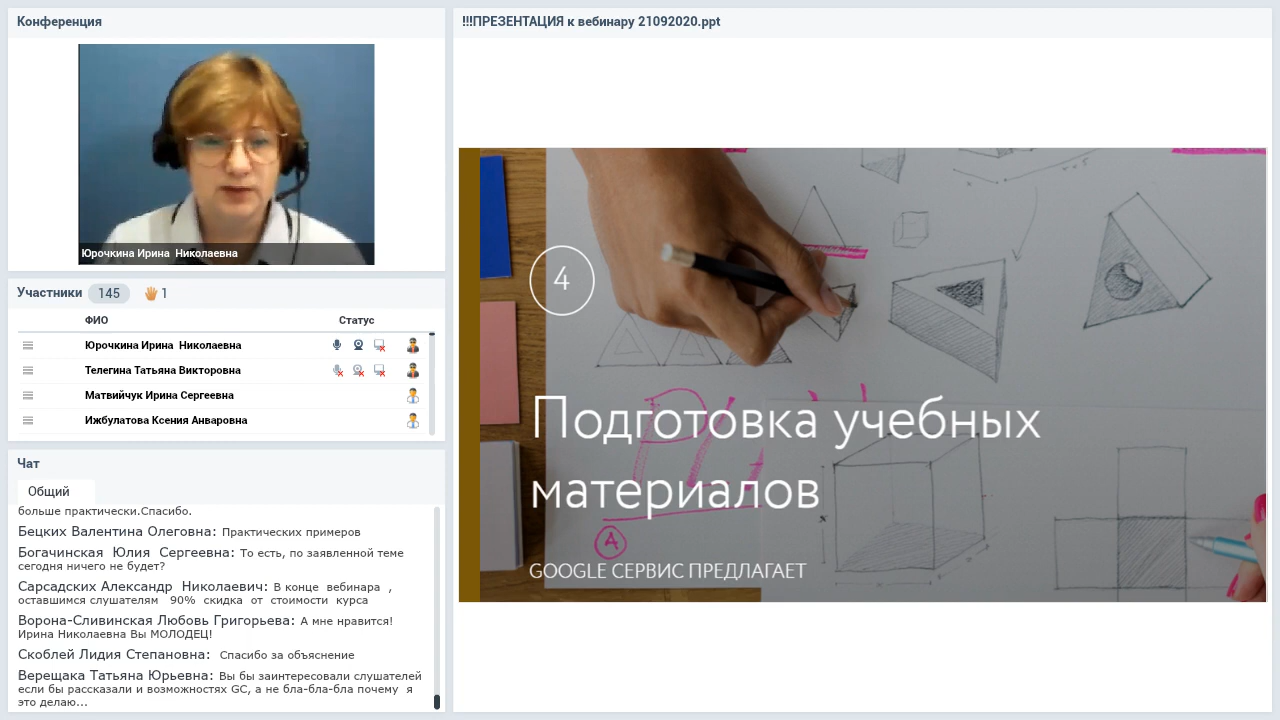 Конференция
Юрочкина Ирина  Николаевна
Участники 145 1
ФИО Статус
Юрочкина Ирина  Николаевна
Телегина Татьяна Викторовна
Матвийчук Ирина Сергеевна
Ижбулатова Ксения Анваровна
Чат
Общий
больше практически.Спасибо.
Бецких Валентина Олеговна: Практических примеров
Богачинская  Юлия  Сергеевна: То есть, по заявленной теме
сегодня ничего не будет?
Сарсадских Александр  Николаевич: В конце  вебинара  ,
оставшимся слушателям   90%  скидка  от  стоимости  курса
Ворона-Сливинская Любовь Григорьева: А мне нравится!
Ирина Николаевна Вы МОЛОДЕЦ!
Скоблей Лидия Степановна:  Спасибо за объяснение
Верещака Татьяна Юрьевна: Вы бы заинтересовали слушателей
если бы рассказали и возможностях GC, а не бла-бла-бла почему  я
это делаю...
!!!ПРЕЗЕНТАЦИЯ к вебинару 21092020.ppt
4
Подготовка учебных
материалов
A
GOOGLE СЕРВИС ПРЕДЛАГАЕТ